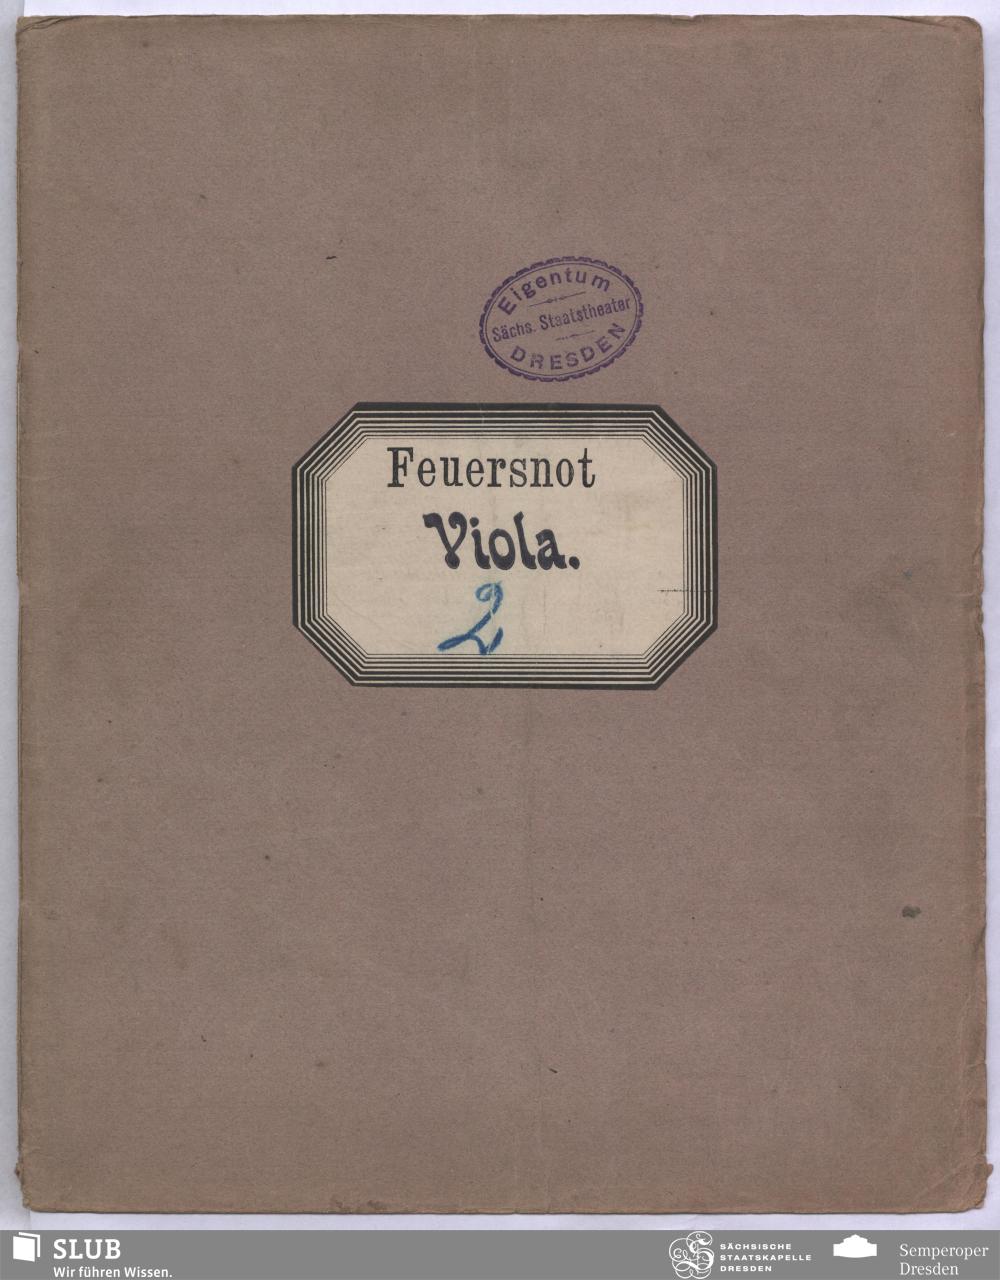 Eigentum
Sächs. Staatstheater
DRESDEN
Feuersnot
Viola.
2
SLUB
Wir führen Wissen.
SÄCHSISCHE
STAATSKAPELLE
DRESDEN
Semperoper
Dresden